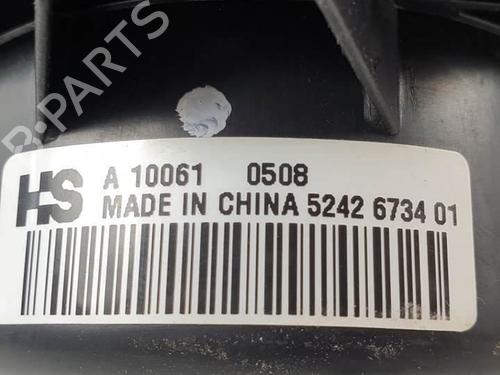 B-PARTS
HS A 10061 0508
MADE IN CHINA 5242 6734 01